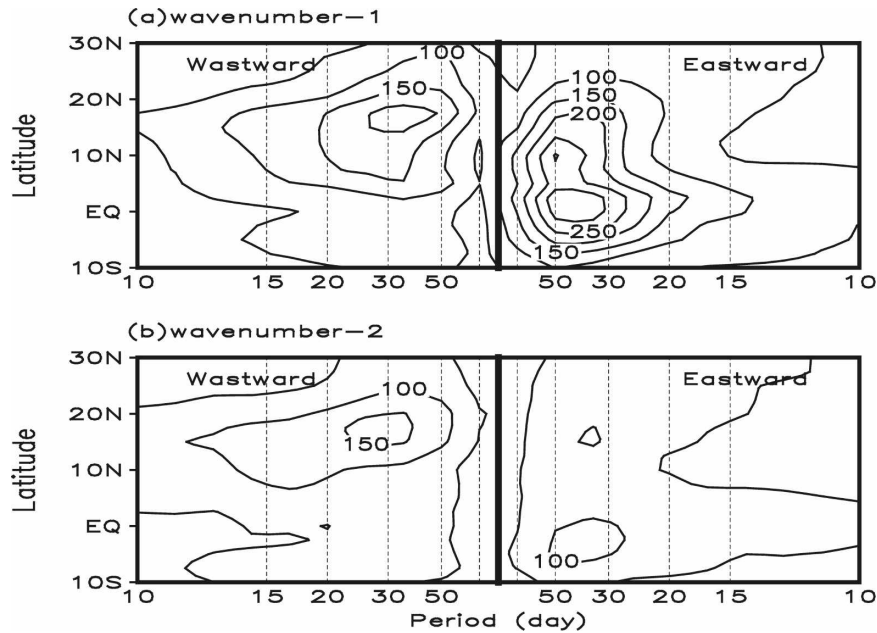 (a)wavenumber-1
30N
20N
10N
EQ
10S
Latitude
Wastward
Eastward
100
150
100
150
200
250
150
10 15 20 30 50 50 30 20 15 10
(b)wavenumber-2
30N
20N
10N
EQ
10S
Latitude
Wastward
Eastward
100
150
100
10 15 20 30 50 50 30 20 15 10
Period (day)